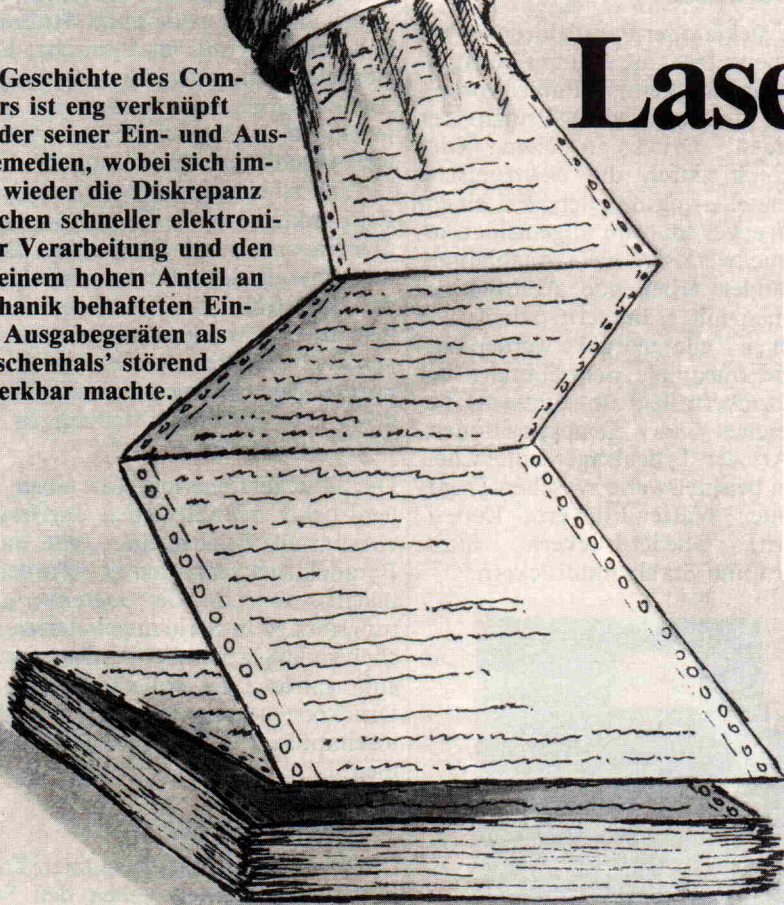 Geschichte des Com-
rs ist eng verknüpft
der seiner Ein- und Aus-
emedien, wobei sich im-
wieder die Diskrepanz
chen schneller elektroni-
r Verarbeitung und den
einem hohen Anteil an
hanik behafteten Ein-
Ausgabegeräten als
schenhals' störend
erkbar machte.
Lase